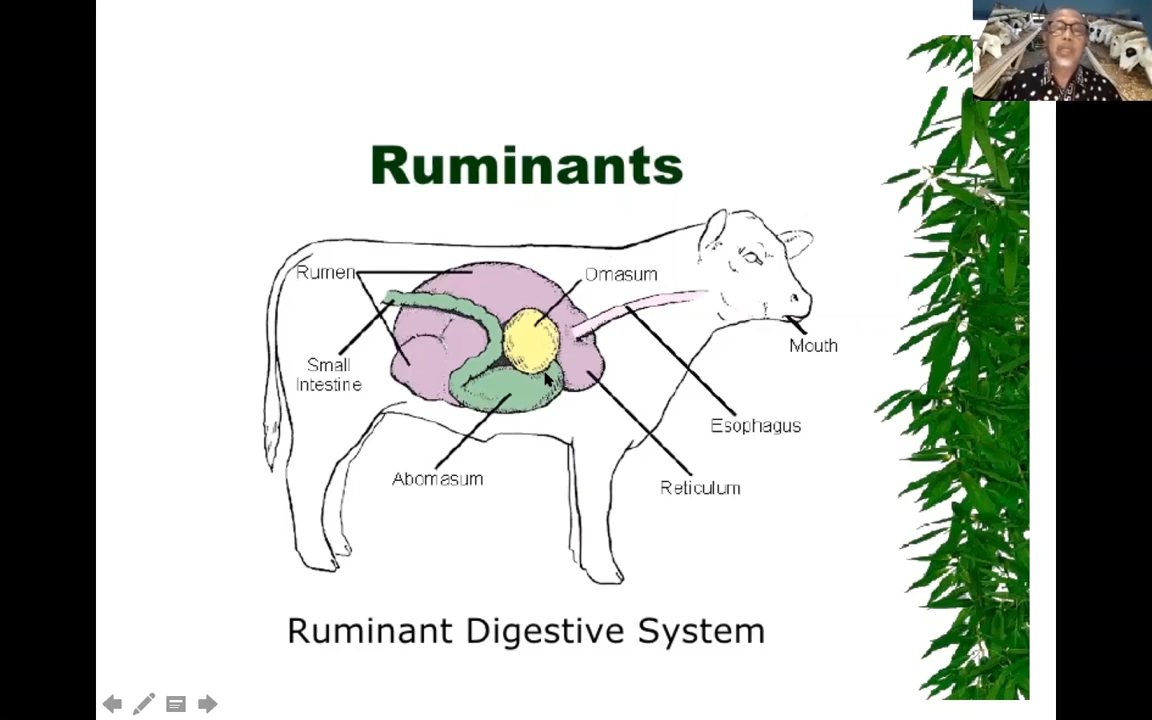 Ruminants
Rumen
Omasum
Mouth
Small
Intestine
Esophagus
Abomasum
Reticulum
Ruminant Digestive System